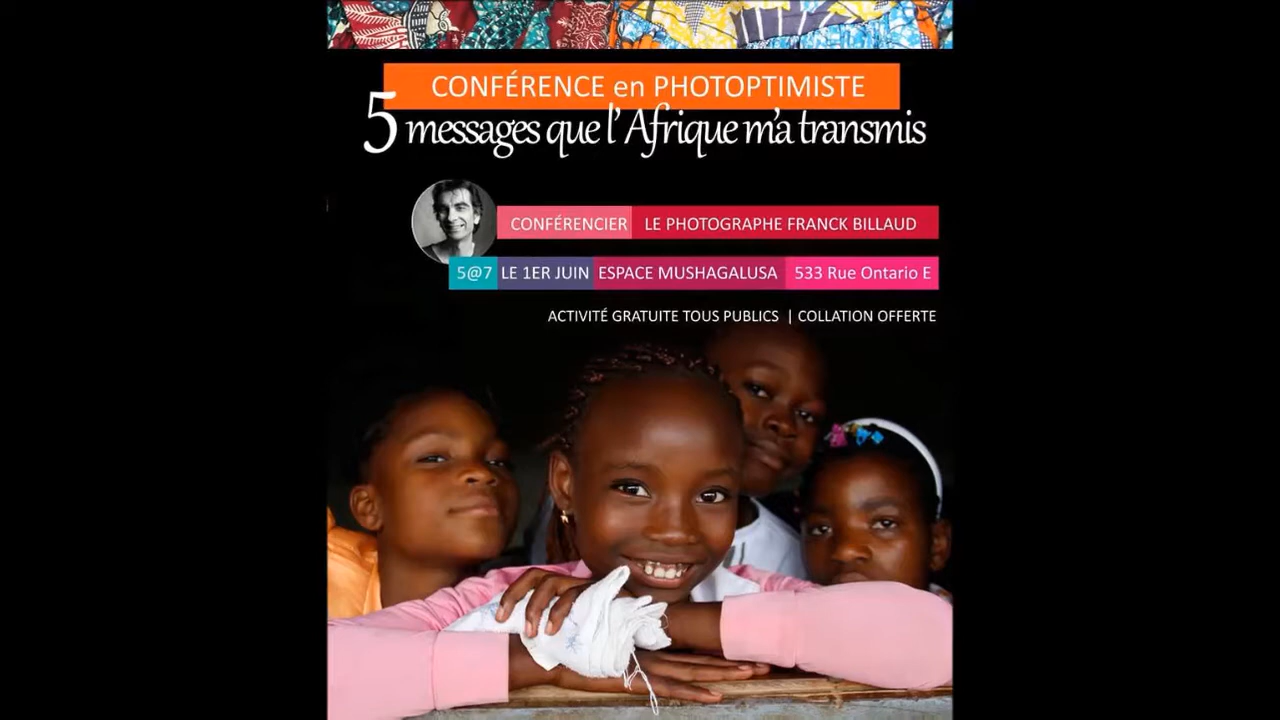 CONFÉRENCE en PHOTOPTIMISTE
5 messages que l'Afrique m'a transmis
CONFÉRENCIER LE PHOTOGRAPHE FRANCK BILLAUD
5@7 LE 1ER JUIN ESPACE MUSHAGALUSA 533 Rue Ontario E
ACTIVITÉ GRATUITE TOUS PUBLICS | COLLATION OFFERTE